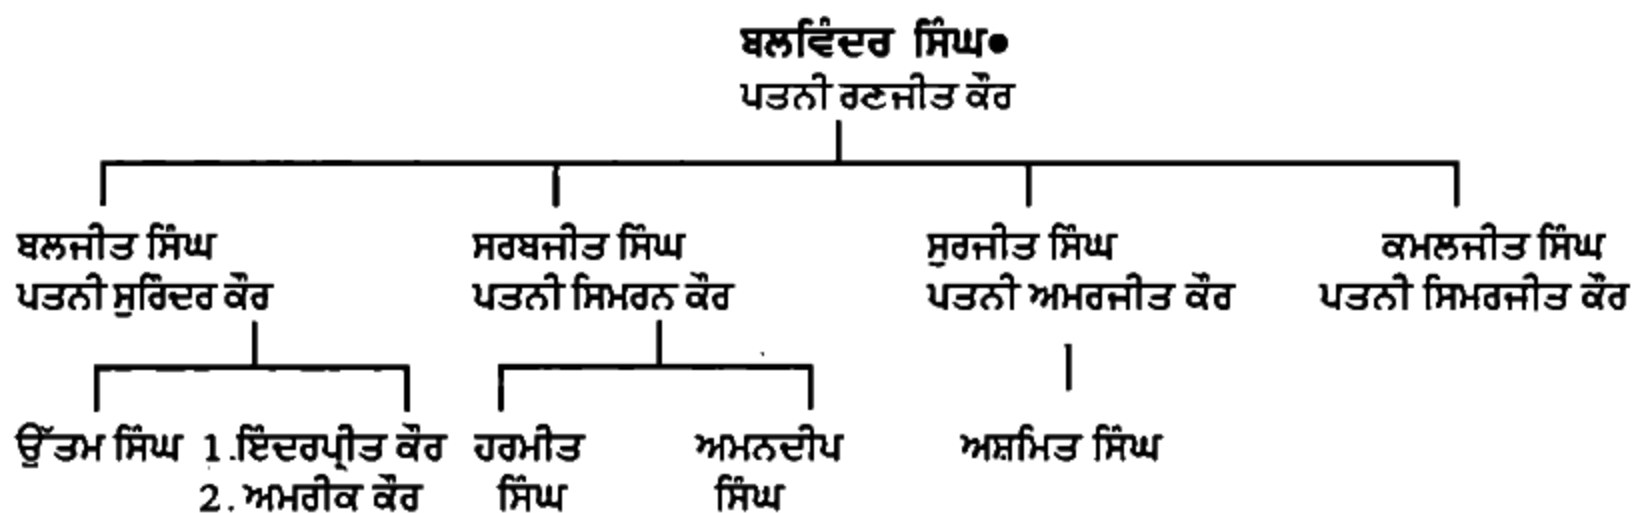 ਬਲਵਿੰਦਰ ਸਿੰਘ●
ਪਤਨੀ ਰਣਜੀਤ ਕੌਰ
ਬਲਜੀਤ ਸਿੰਘ
ਪਤਨੀ ਸੁਰਿੰਦਰ ਕੌਰ
ਸਰਬਜੀਤ ਸਿੰਘ
ਪਤਨੀ ਸਿਮਰਨ ਕੌਰ
ਸੁਰਜੀਤ ਸਿੰਘ
ਪਤਨੀ ਅਮਰਜੀਤ ਕੌਰ
ਕਮਲਜੀਤ ਸਿੰਘ
ਪਤਨੀ ਸਿਮਰਜੀਤ ਕੌਰ
ਉੱਤਮ ਸਿੰਘ
1.ਇੰਦਰਪ੍ਰੀਤ ਕੌਰ
2. ਅਮਰੀਕ ਕੌਰ
ਹਰਮੀਤ
ਸਿੰਘ
ਅਮਨਦੀਪ
ਸਿੰਘ
ਅਸ਼ਮਿਤ ਸਿੰਘ